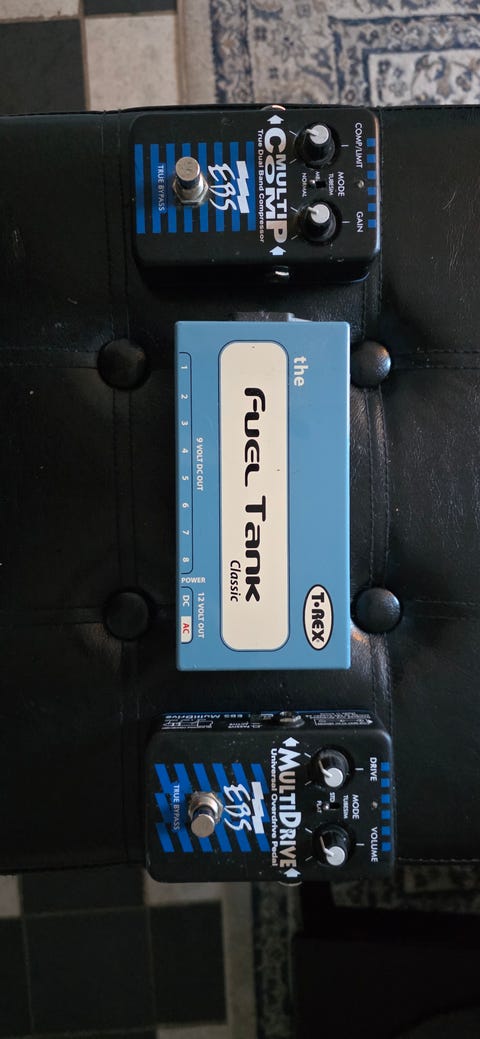 COMP/LIMIT
GAIN
MODE
TUBESIM
NORMAL
MULTI
COMP
True Dual Band Compressor
EBS
TRUE BYPASS
the
FUEL TANK
Classic
T-REX
9 VOLT DC OUT
12 VOLT OUT
1 2 3 4 5 6 7 8 POWER DC AC
DRIVE
VOLUME
MODE
TUBESIM
STD
FLAT
MULTIDRIVE
Universal Overdrive Pedal
EBS
TRUE BYPASS
EBS MultiDrive